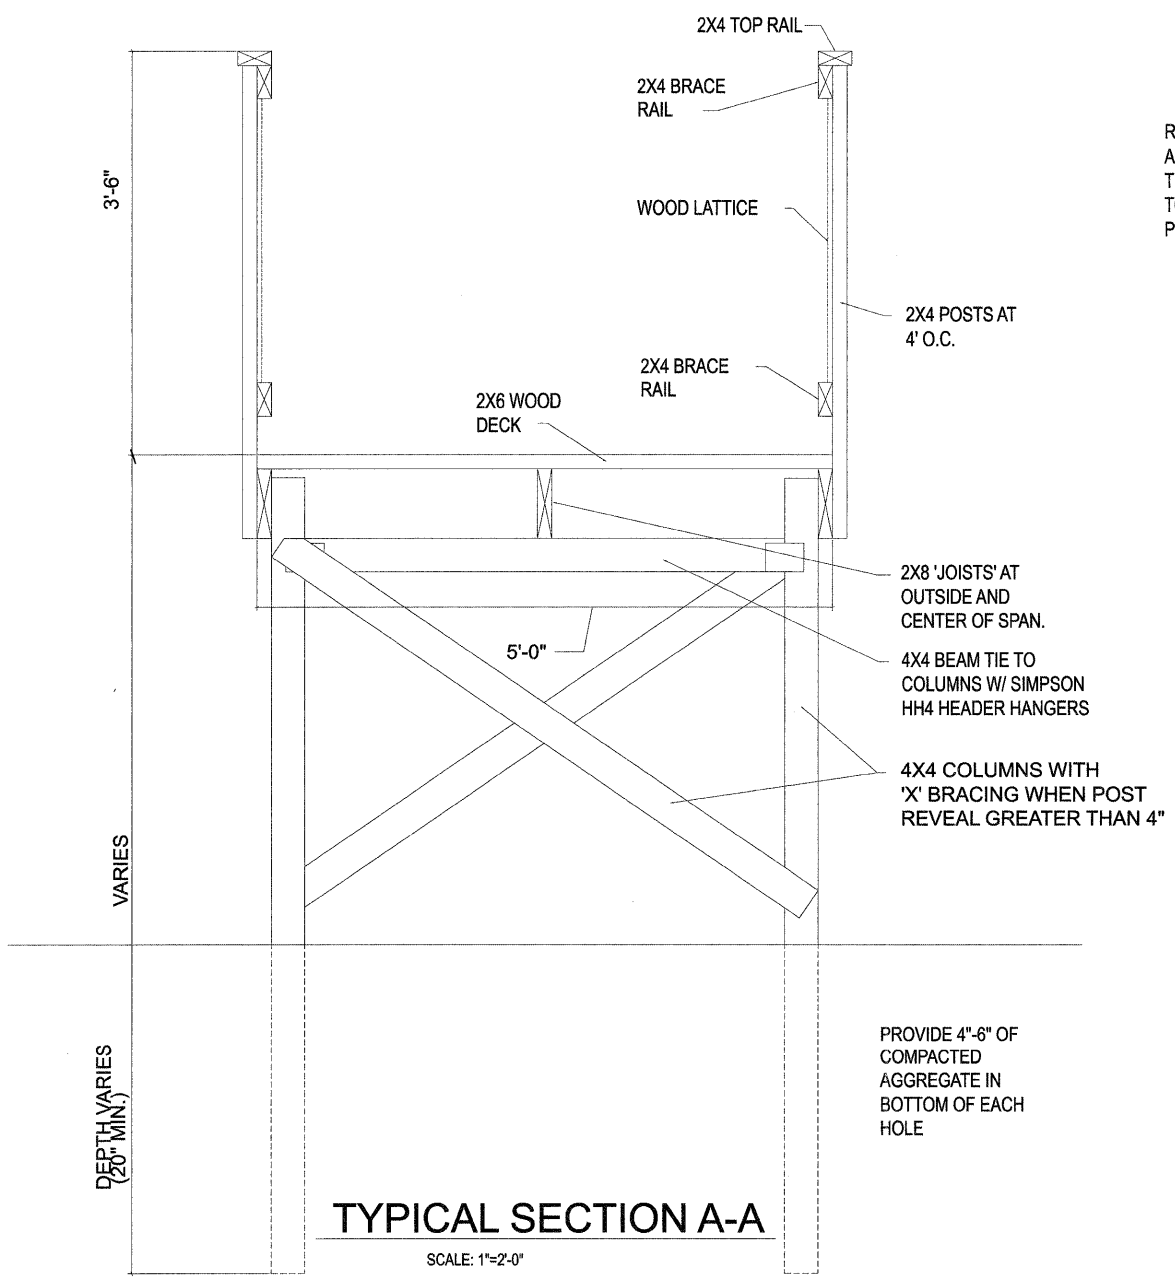 2X4 TOP RAIL
2X4 BRACE
RAIL
R
A
T
T
P
3'-6"
WOOD LATTICE
2X4 POSTS AT
4' O.C.
2X4 BRACE
RAIL
2X6 WOOD
DECK
2X8 'JOISTS' AT
OUTSIDE AND
CENTER OF SPAN.
5'-0"
4X4 BEAM TIE TO
COLUMNS W/ SIMPSON
HH4 HEADER HANGERS
4X4 COLUMNS WITH
'X' BRACING WHEN POST
REVEAL GREATER THAN 4"
VARIES
PROVIDE 4"-6" OF
COMPACTED
AGGREGATE IN
BOTTOM OF EACH
HOLE
DEPTH VARIES
(20" MIN.)
TYPICAL SECTION A-A
SCALE: 1"=2'-0"